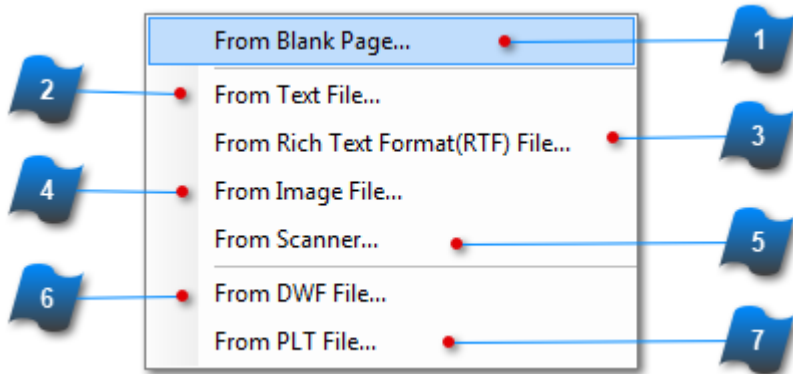 From Blank Page...
1
2
From Text File...
From Rich Text Format(RTF) File...
3
4
From Image File...
From Scanner...
5
6
From DWF File...
From PLT File...
7